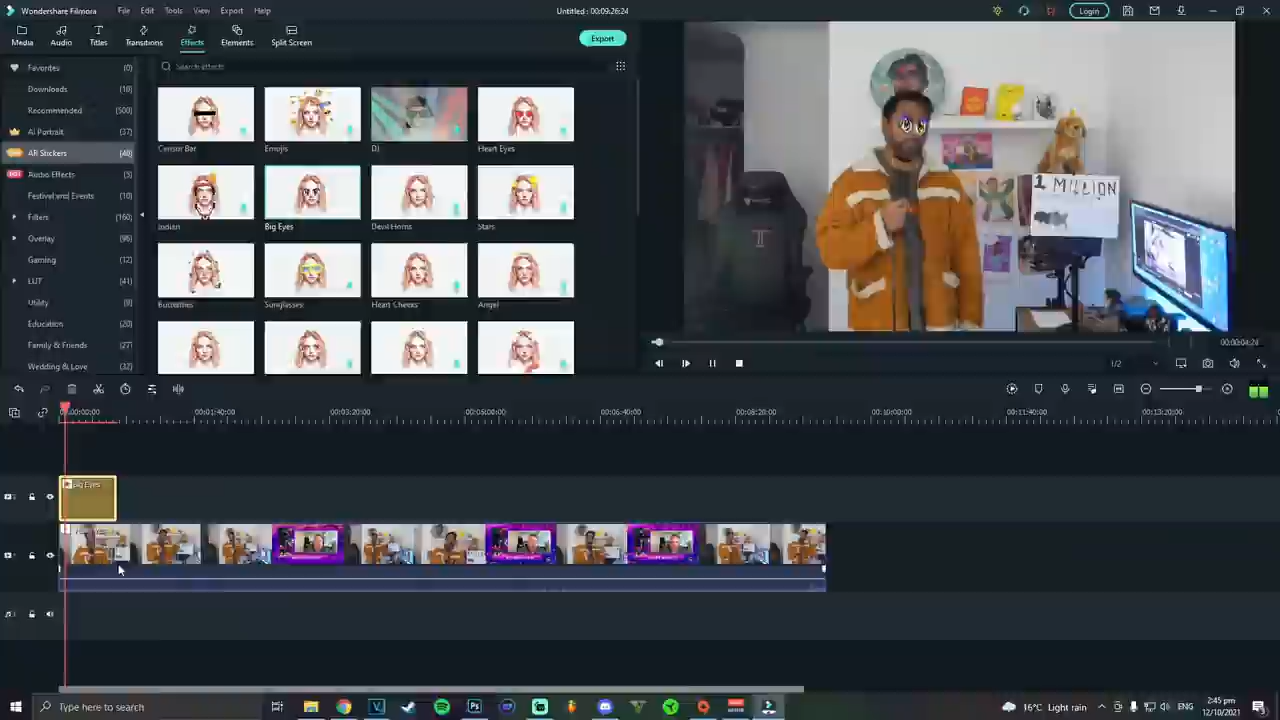 Wondershare Filmora File Edit Tools View Export Help Untitled : 00:09:26:24 Login
Media Audio Titles Transitions Effects Elements Split Screen Export
Favorites (0)
Downloads (18)
Recommended (500)
AI Portrait (37)
AR Stickers (48)
HOT Audio Effects (5)
Festival and Events (10)
Filters (160)
Overlay (96)
Gaming (12)
LUT (41)
Utility (9)
Education (20)
Family & Friends (27)
Wedding & Love (32)
Search effects
Censor Bar Emojis DJ Heart Eyes
Indian Big Eyes Devil Horns Stars
Butterflies Sunglasses Heart Cheeks Angel
1 MILLION
00:00:04:24
1/2
00:00:00 00:01:40:00 00:03:20:00 00:05:00:00 00:06:40:00 00:08:20:00 00:10:00:00 00:11:40:00 00:13:20:00
Big Eyes
Type here to search
16°C Light rain ENG 2:45 pm
12/10/2021